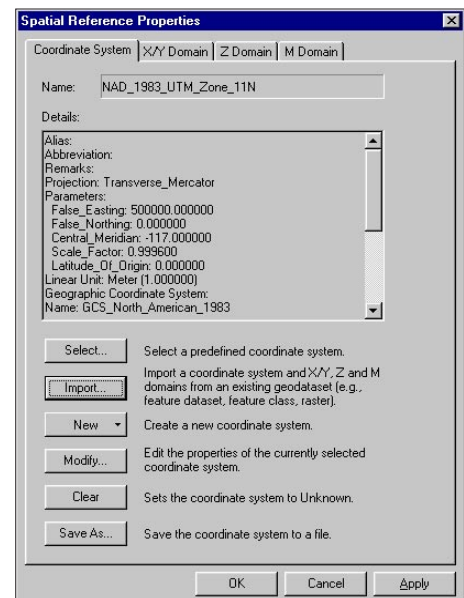 Spatial Reference Properties
Coordinate System X/Y Domain Z Domain M Domain
Name: NAD_1983_UTM_Zone_11N
Details:
Alias:
Abbreviation:
Remarks:
Projection: Transverse_Mercator
Parameters:
False_Easting: 500000.000000
False_Northing: 0.000000
Central_Meridian: -117.000000
Scale_Factor: 0.999600
Latitude_Of_Origin: 0.000000
Linear Unit: Meter (1.000000)
Geographic Coordinate System:
Name: GCS_North_American_1983
Select... Select a predefined coordinate system.
Import... Import a coordinate system and X/Y, Z and M
domains from an existing geodataset (e.g.,
feature dataset, feature class, raster).
New Create a new coordinate system.
Modify... Edit the properties of the currently selected
coordinate system.
Clear Sets the coordinate system to Unknown.
Save As... Save the coordinate system to a file.
OK Cancel Apply